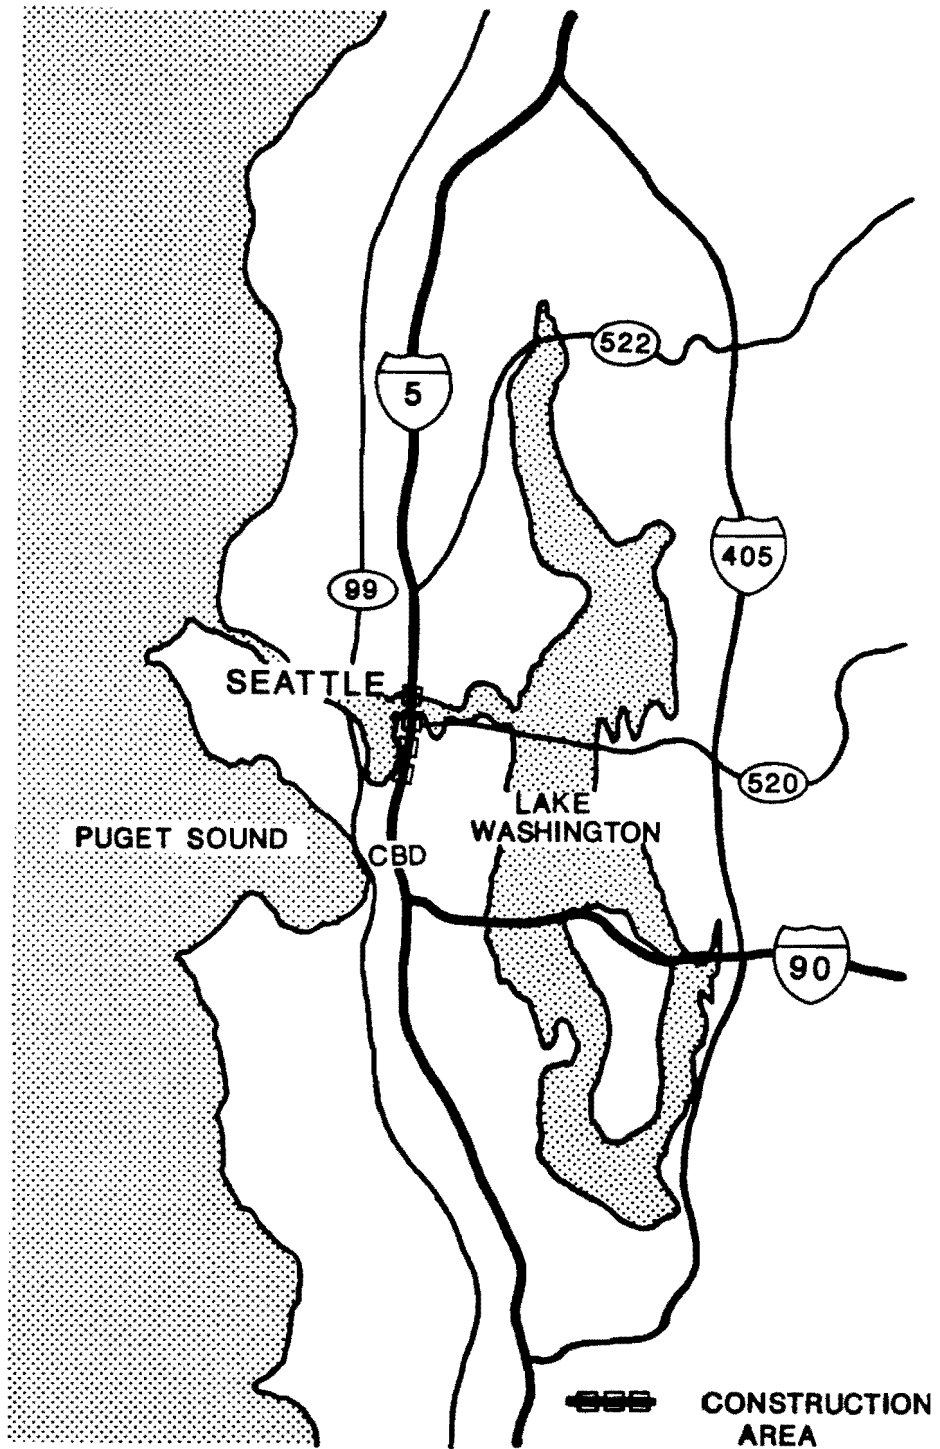 522
5
405
99
SEATTLE
520
LAKE
WASHINGTON
PUGET SOUND
CBD
90
CONSTRUCTION
AREA